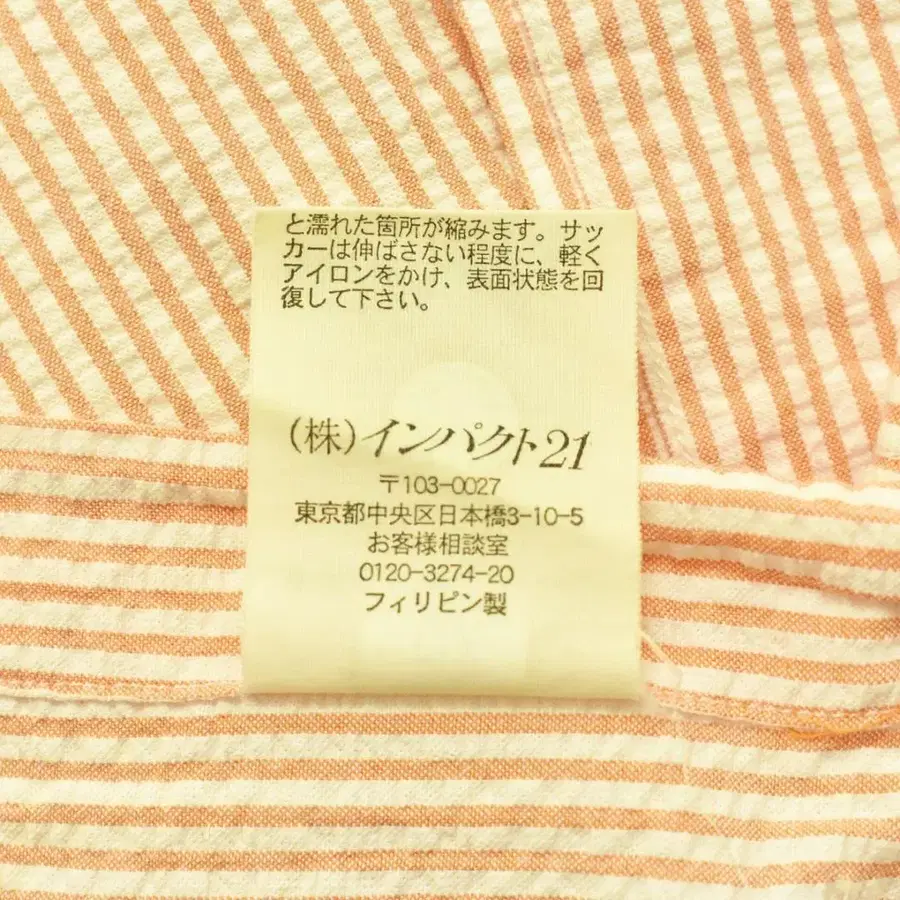 と濡れた箇所が縮みます。サッ
カーは伸ばさない程度に、軽く
アイロンをかけ、表面状態を回
復して下さい。
(株)インパクト21
〒103-0027
東京都中央区日本橋3-10-5
お客様相談室
0120-3274-20
フィリピン製